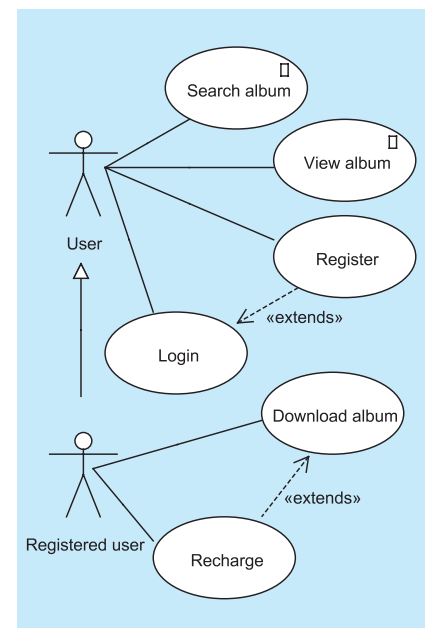 Search album
View album
User
Register
«extends»
Login
Download album
«extends»
Registered user
Recharge